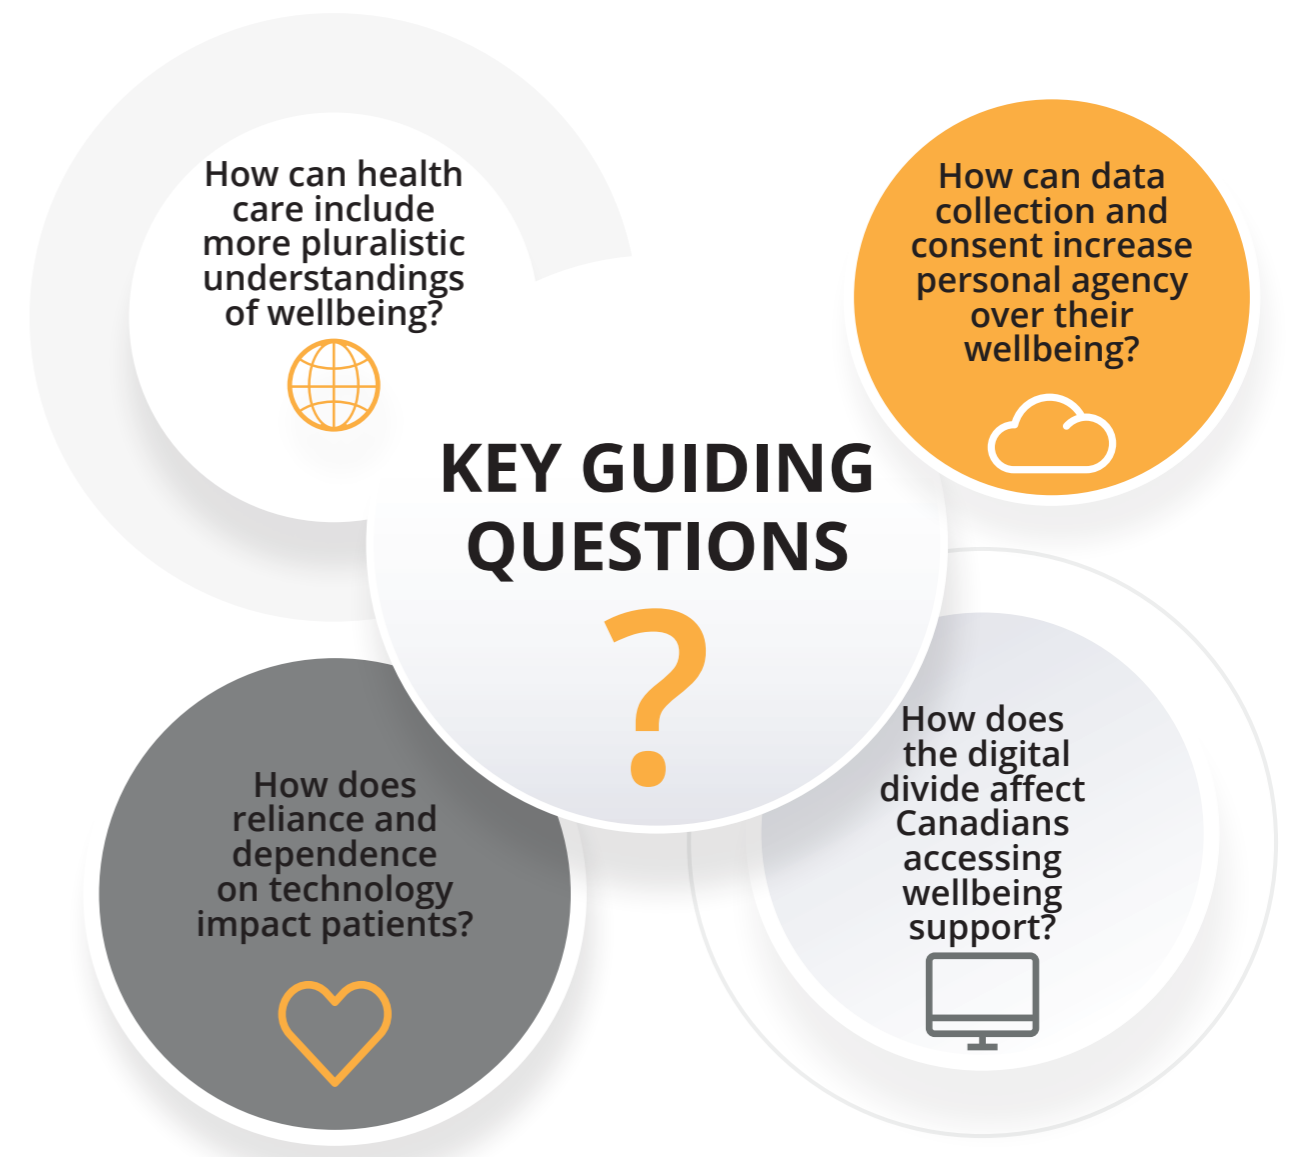 How can health
care include
more pluralistic
understandings
of wellbeing?
How can data
collection and
consent increase
personal agency
over their
wellbeing?
KEY GUIDING
QUESTIONS
?
How does
reliance and
dependence
on technology
impact patients?
How does
the digital
divide affect
Canadians
accessing
wellbeing
support?